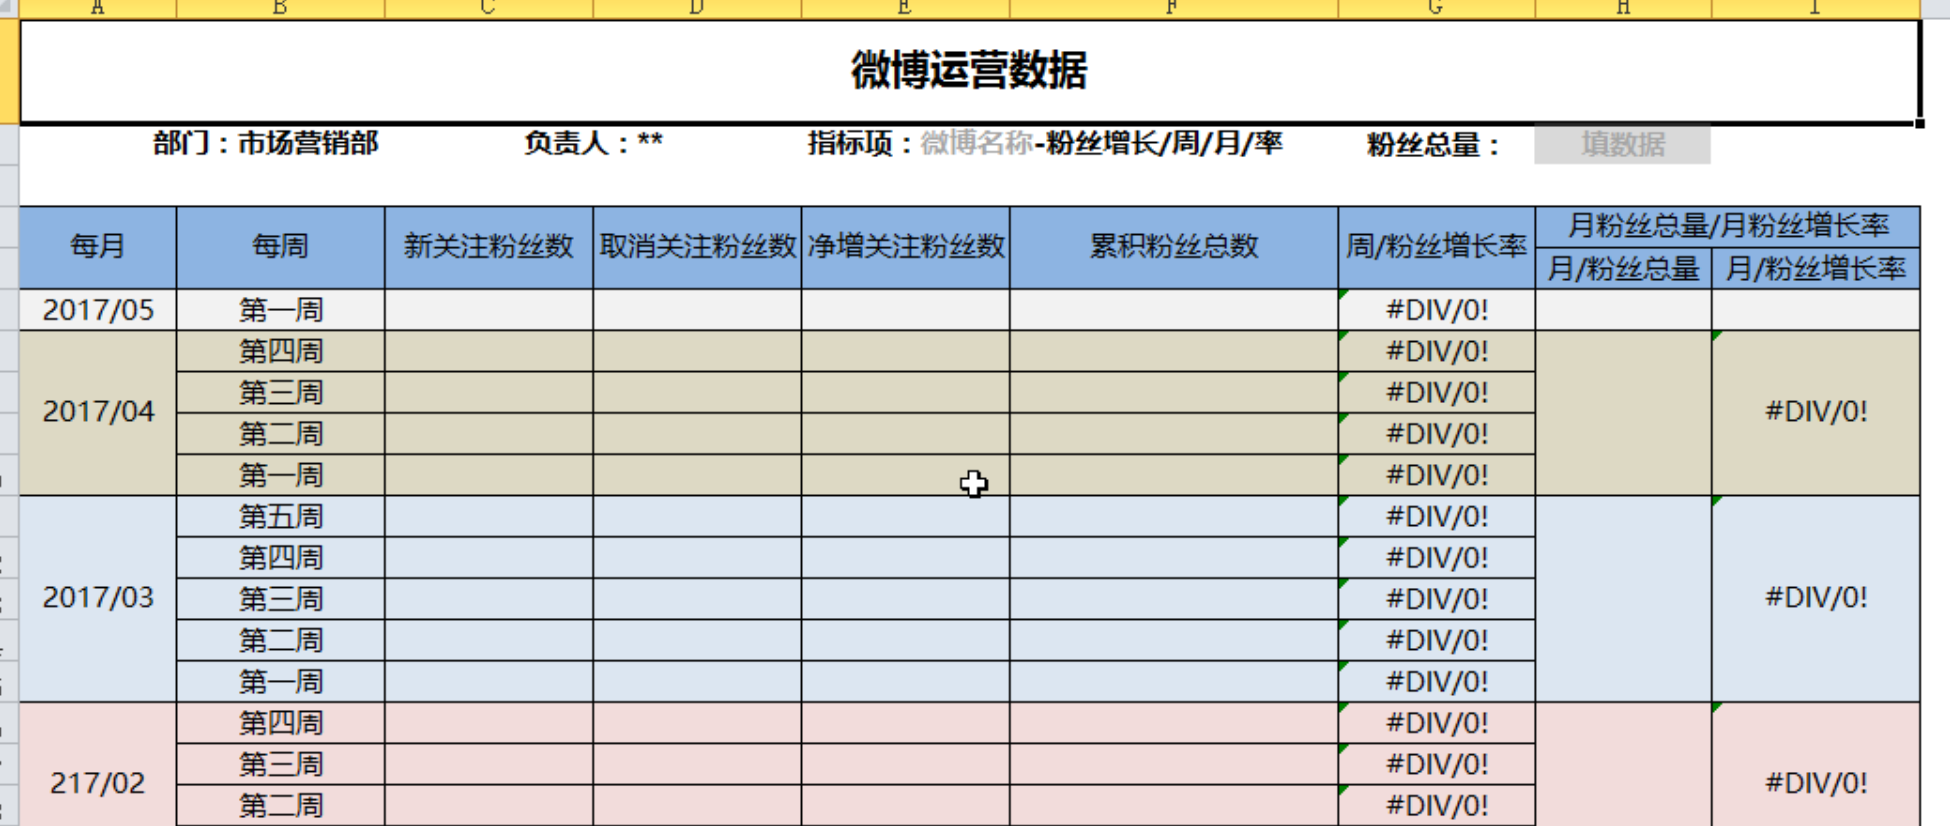 A B C D E F G H I
微博运营数据
部门：市场营销部 负责人：** 指标项：微博名称-粉丝增长/周/月/率 粉丝总量： 填数据
每月 每周 新关注粉丝数 取消关注粉丝数 净增关注粉丝数 累积粉丝总数 周/粉丝增长率 月粉丝总量/月粉丝增长率
月/粉丝总量 月/粉丝增长率
2017/05 第一周 #DIV/0!
2017/04 第四周 #DIV/0! #DIV/0!
第三周 #DIV/0!
第二周 #DIV/0!
第一周 #DIV/0!
2017/03 第五周 #DIV/0! #DIV/0!
第四周 #DIV/0!
第三周 #DIV/0!
第二周 #DIV/0!
第一周 #DIV/0!
217/02 第四周 #DIV/0! #DIV/0!
第三周 #DIV/0!
第二周 #DIV/0!